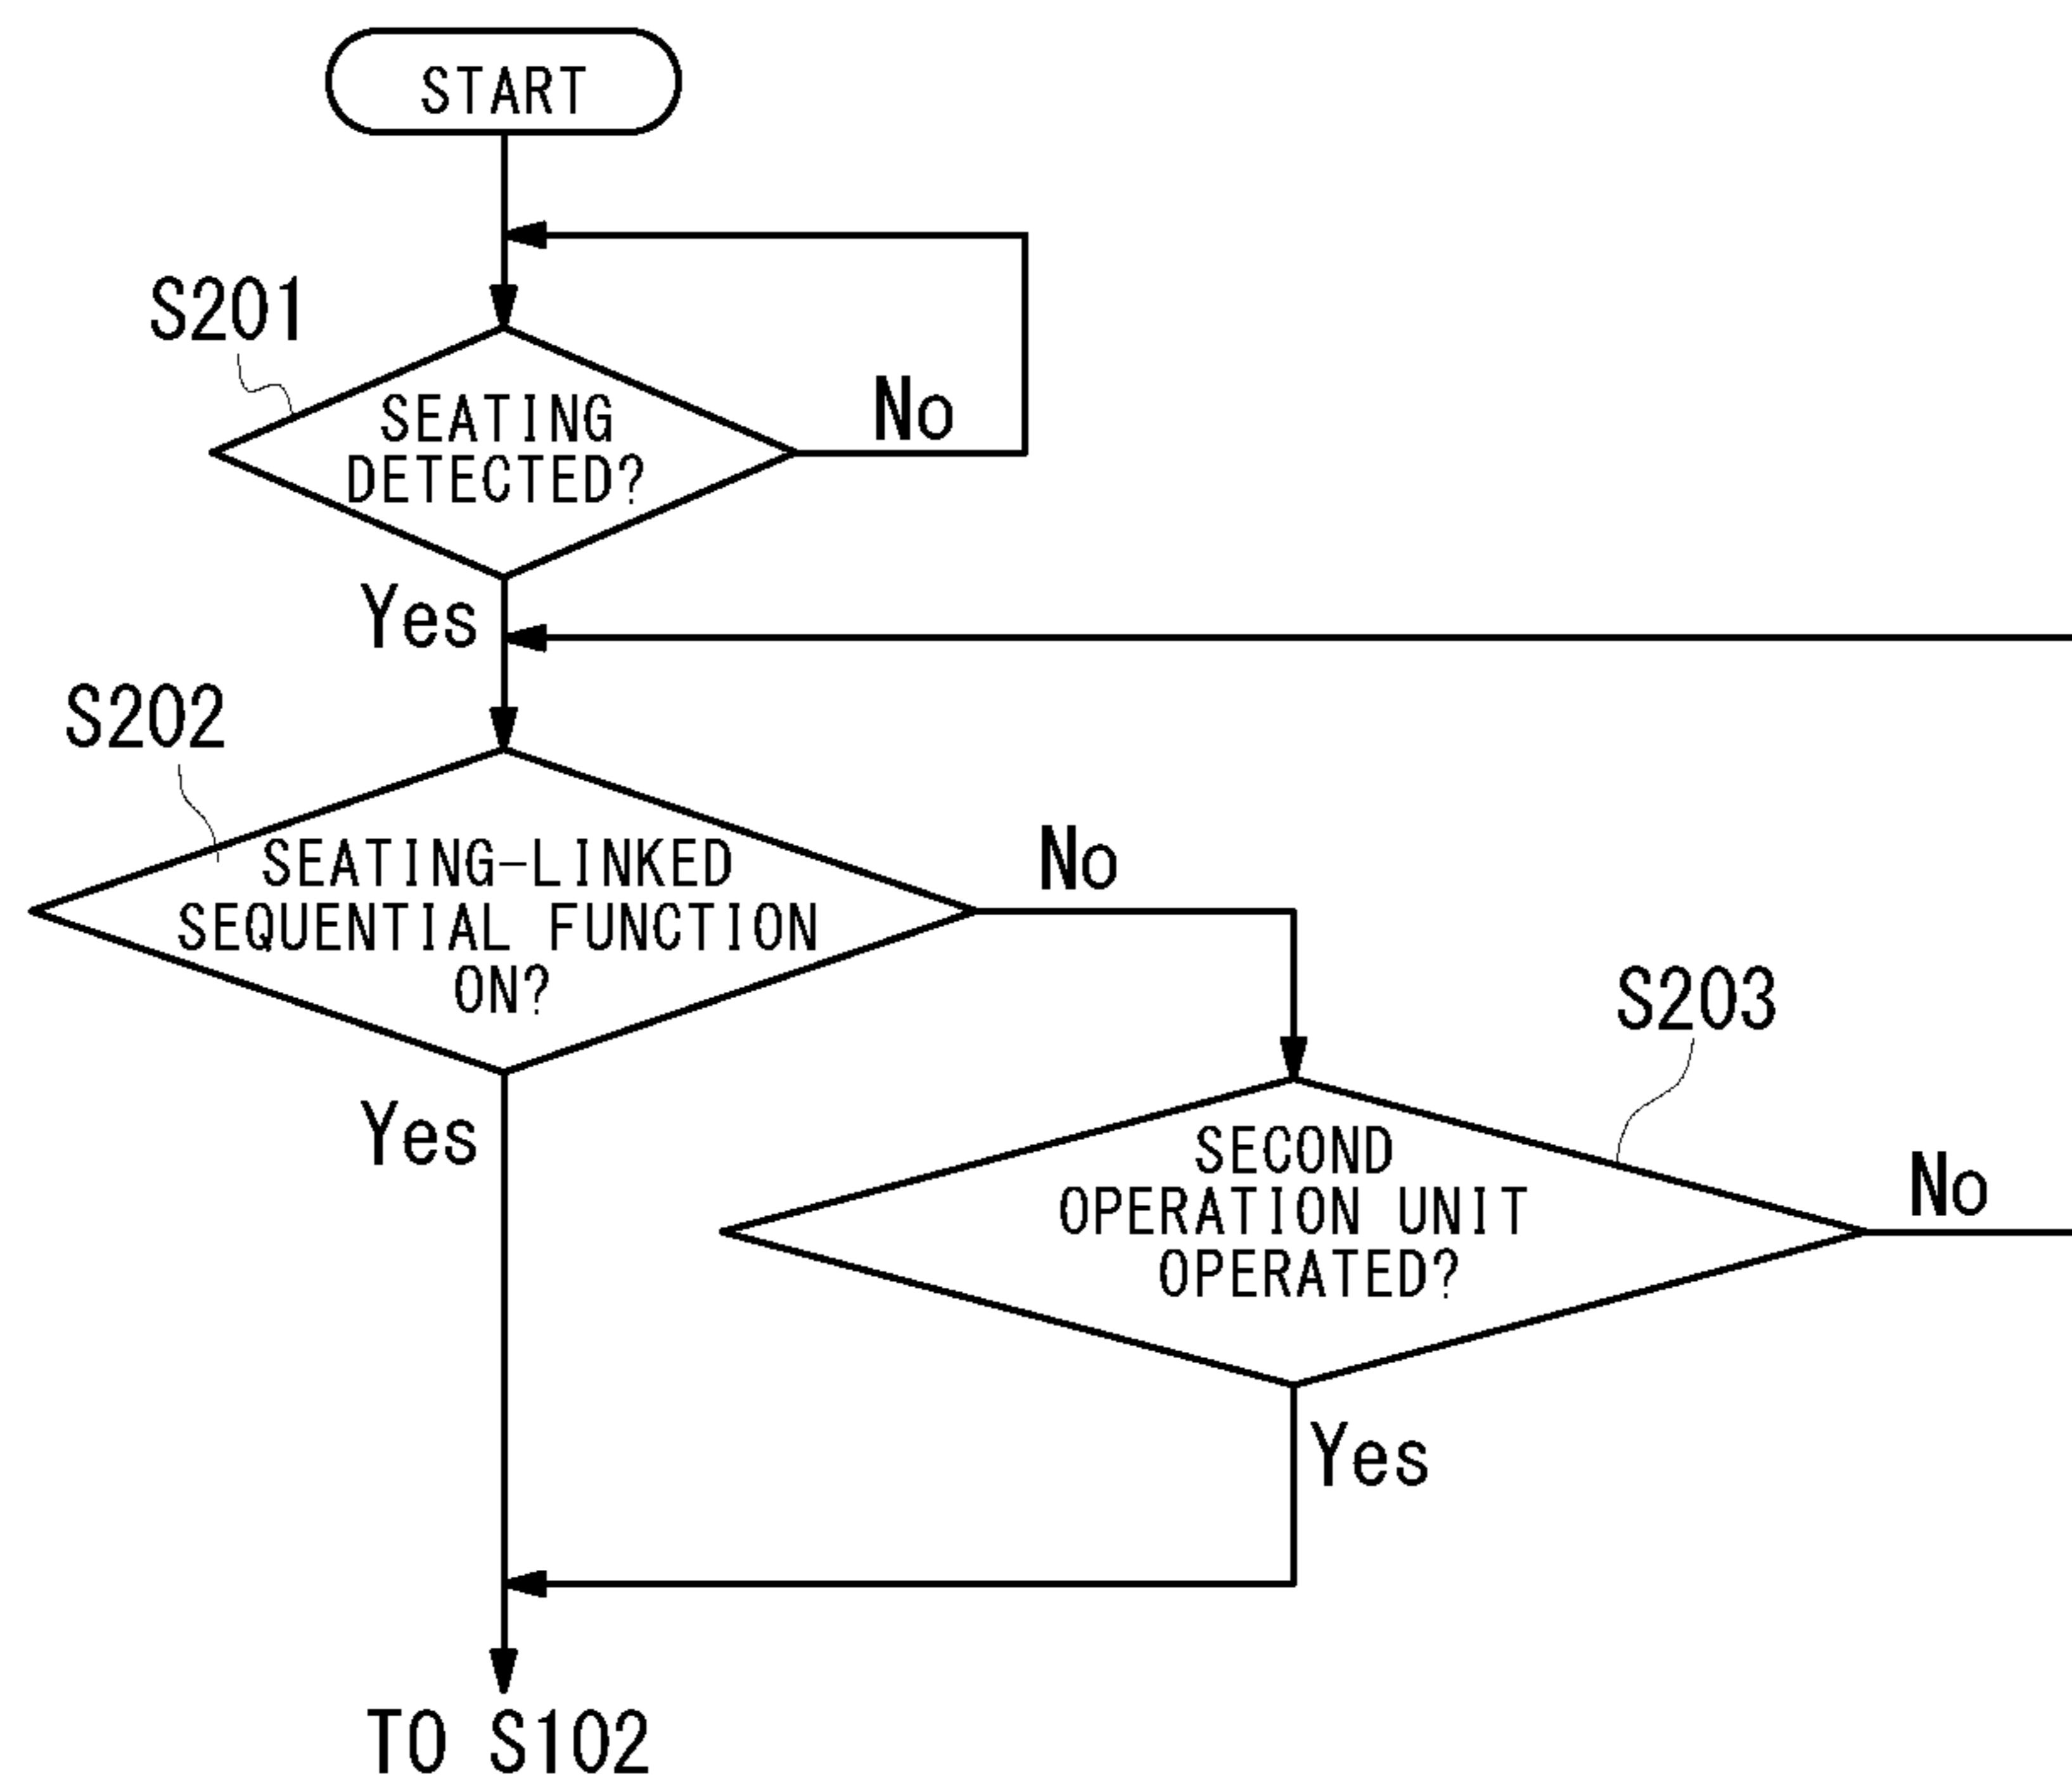 START
S201
SEATING
DETECTED?
No
Yes
S202
SEATING-LINKED
SEQUENTIAL FUNCTION
ON?
No
Yes
S203
SECOND
OPERATION UNIT
OPERATED?
No
Yes
TO S102